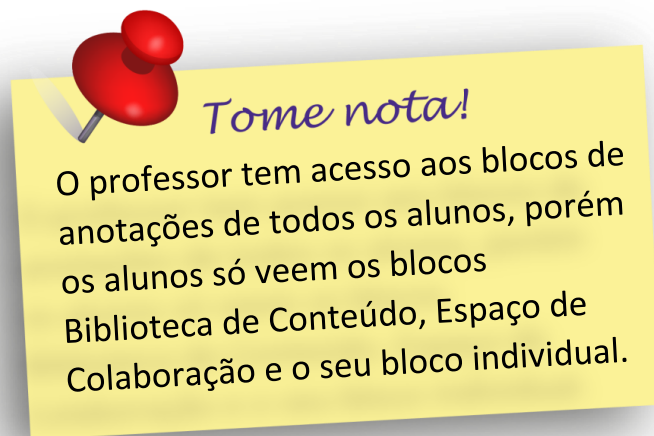 Tome nota!
O professor tem acesso aos blocos de
anotações de todos os alunos, porém
os alunos só veem os blocos
Biblioteca de Conteúdo, Espaço de
Colaboração e o seu bloco individual.